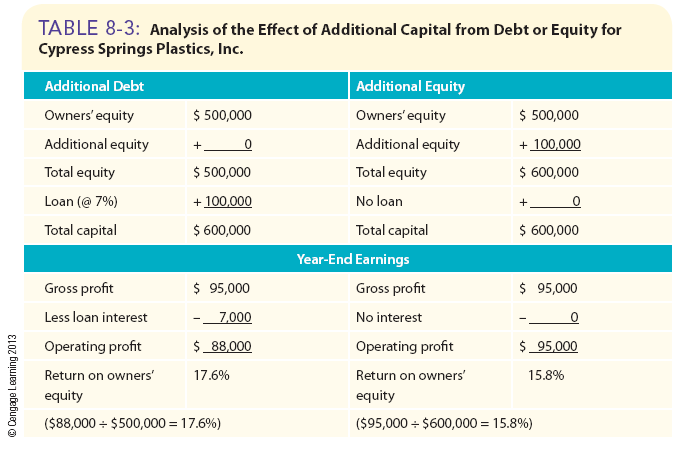 TABLE 8-3: Analysis of the Effect of Additional Capital from Debt or Equity for
Cypress Springs Plastics, Inc.
Additional Debt Additional Equity
Owners' equity $ 500,000 Owners' equity $ 500,000
Additional equity + 0 Additional equity + 100,000
Total equity $ 500,000 Total equity $ 600,000
Loan (@ 7%) + 100,000 No loan + 0
Total capital $ 600,000 Total capital $ 600,000
Year-End Earnings
Gross profit $ 95,000 Gross profit $ 95,000
Less loan interest – 7,000 No interest – 0
Operating profit $ 88,000 Operating profit $ 95,000
Return on owners' 17.6% Return on owners' 15.8%
equity equity
($88,000 ÷ $500,000 = 17.6%) ($95,000 ÷ $600,000 = 15.8%)
© Cengage Learning 2013